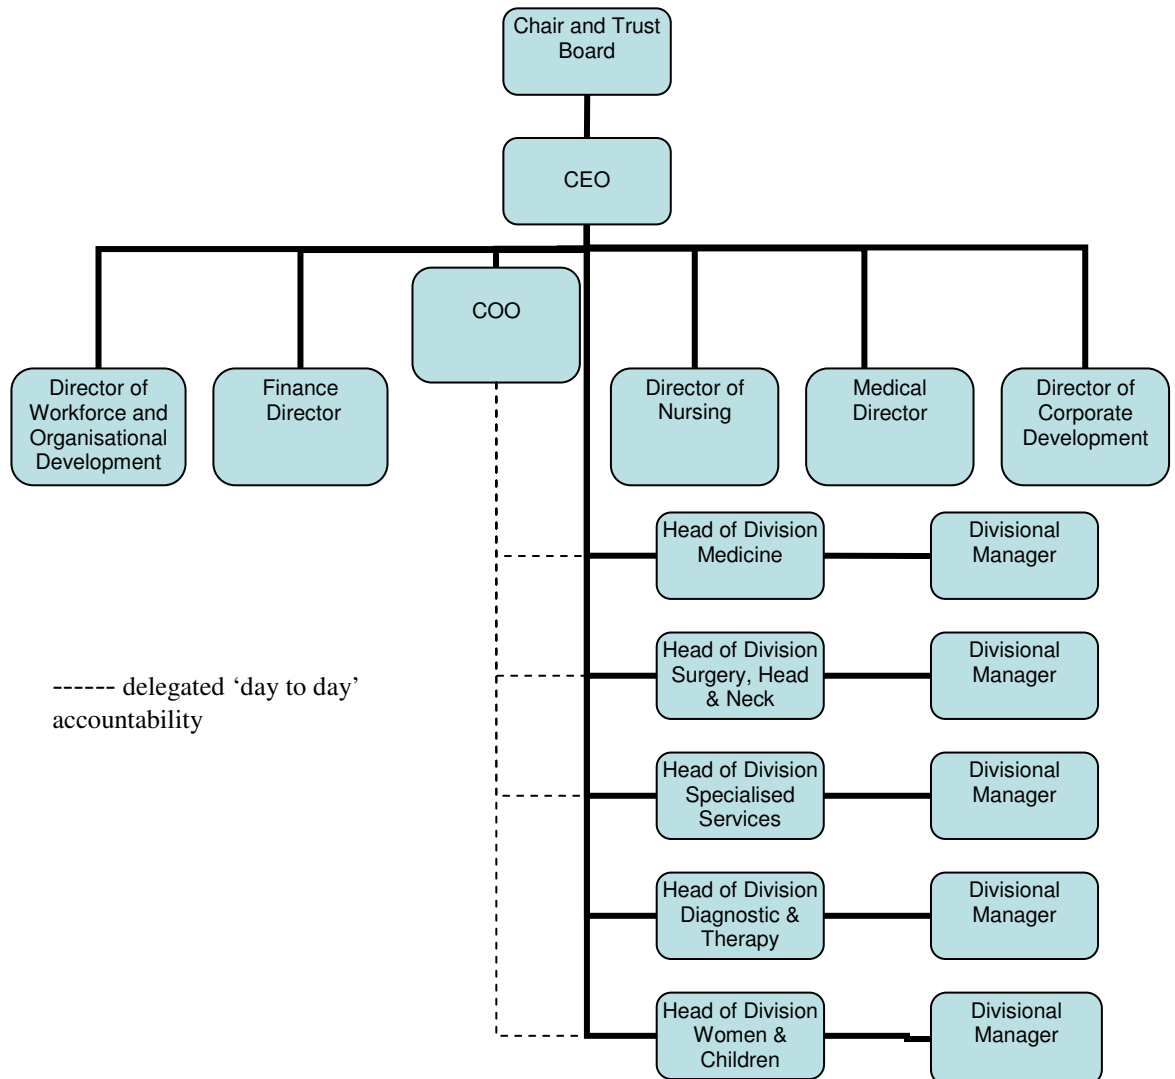 Chair and Trust
Board
CEO
COO
Director of
Workforce and
Organisational
Development
Finance
Director
Director of
Nursing
Medical
Director
Director of
Corporate
Development
Head of Division
Medicine
Divisional
Manager
------ delegated ‘day to day’
accountability
Head of Division
Surgery, Head
& Neck
Divisional
Manager
Head of Division
Specialised
Services
Divisional
Manager
Head of Division
Diagnostic &
Therapy
Divisional
Manager
Head of Division
Women &
Children
Divisional
Manager